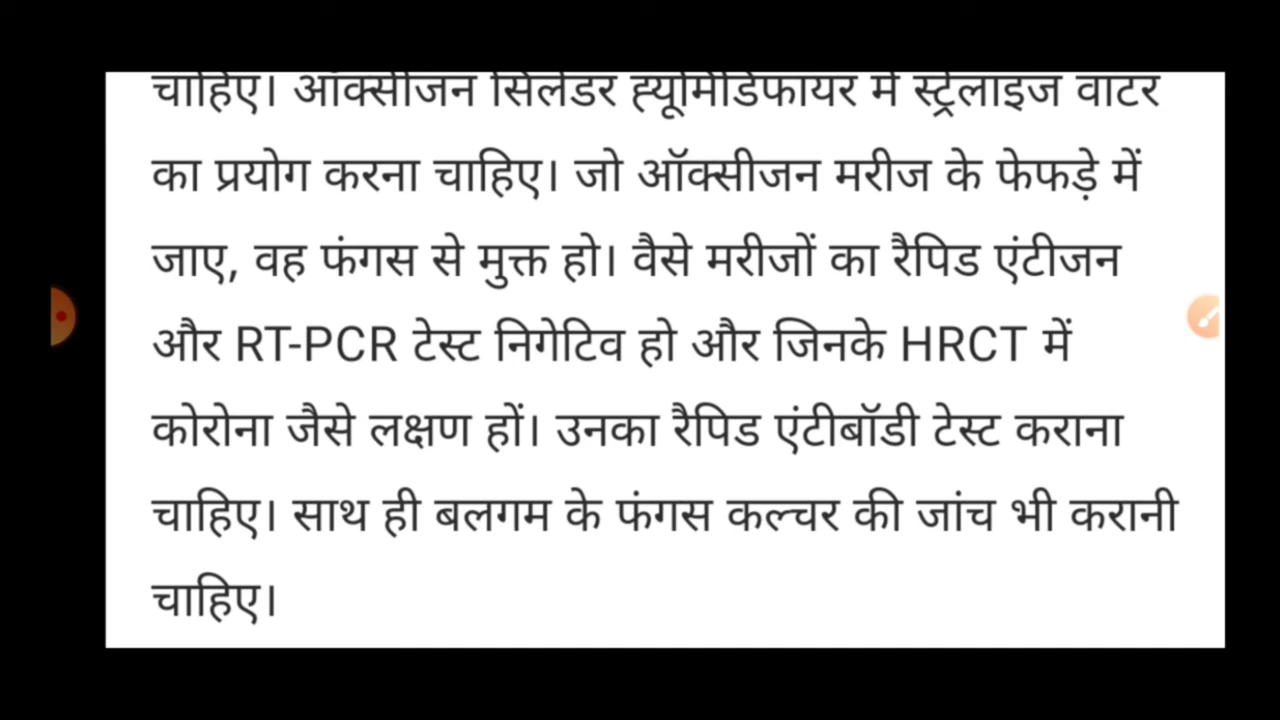 चाहिए। ऑक्सीजन सिलेंडर ह्यूमिडिफायर में स्ट्रेलाइज वाटर
का प्रयोग करना चाहिए। जो ऑक्सीजन मरीज के फेफड़े में
जाए, वह फंगस से मुक्त हो। वैसे मरीजों का रैपिड एंटीजन
और RT-PCR टेस्ट निगेटिव हो और जिनके HRCT में
कोरोना जैसे लक्षण हों। उनका रैपिड एंटीबॉडी टेस्ट कराना
चाहिए। साथ ही बलगम के फंगस कल्चर की जांच भी करानी
चाहिए।